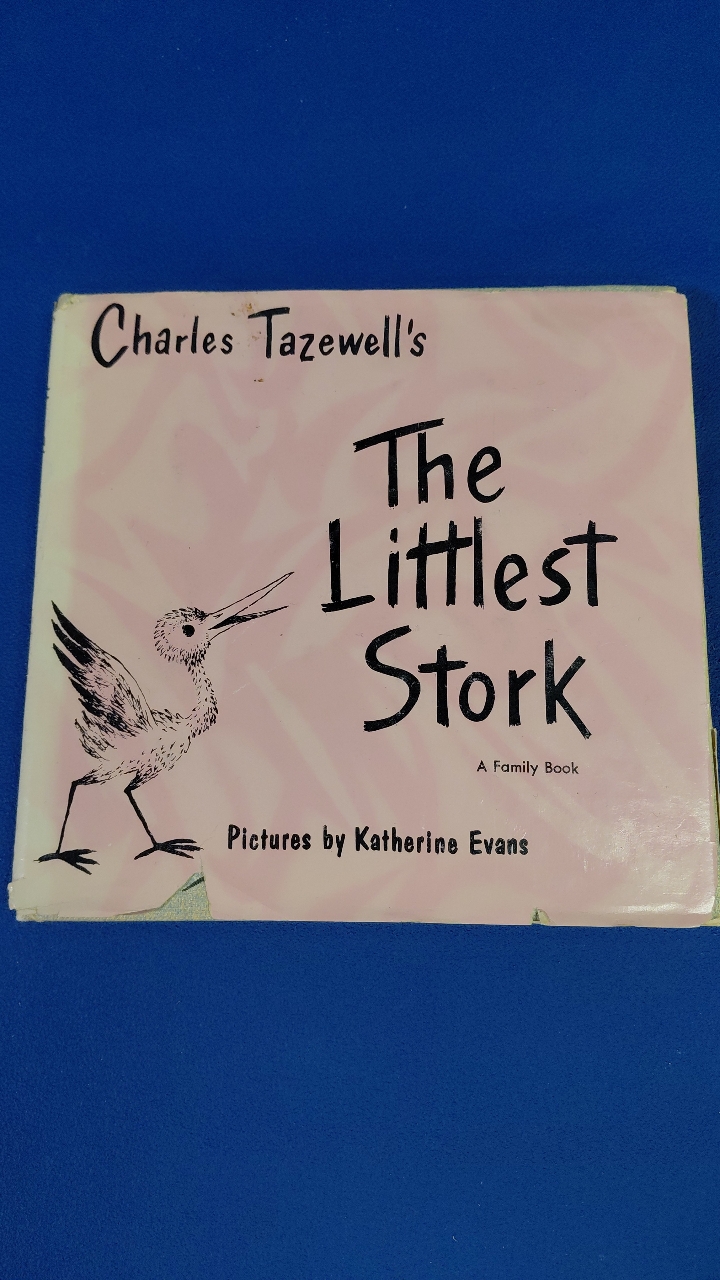 Charles Tazewell's
The
Littlest
Stork
A Family Book
Pictures by Katherine Evans